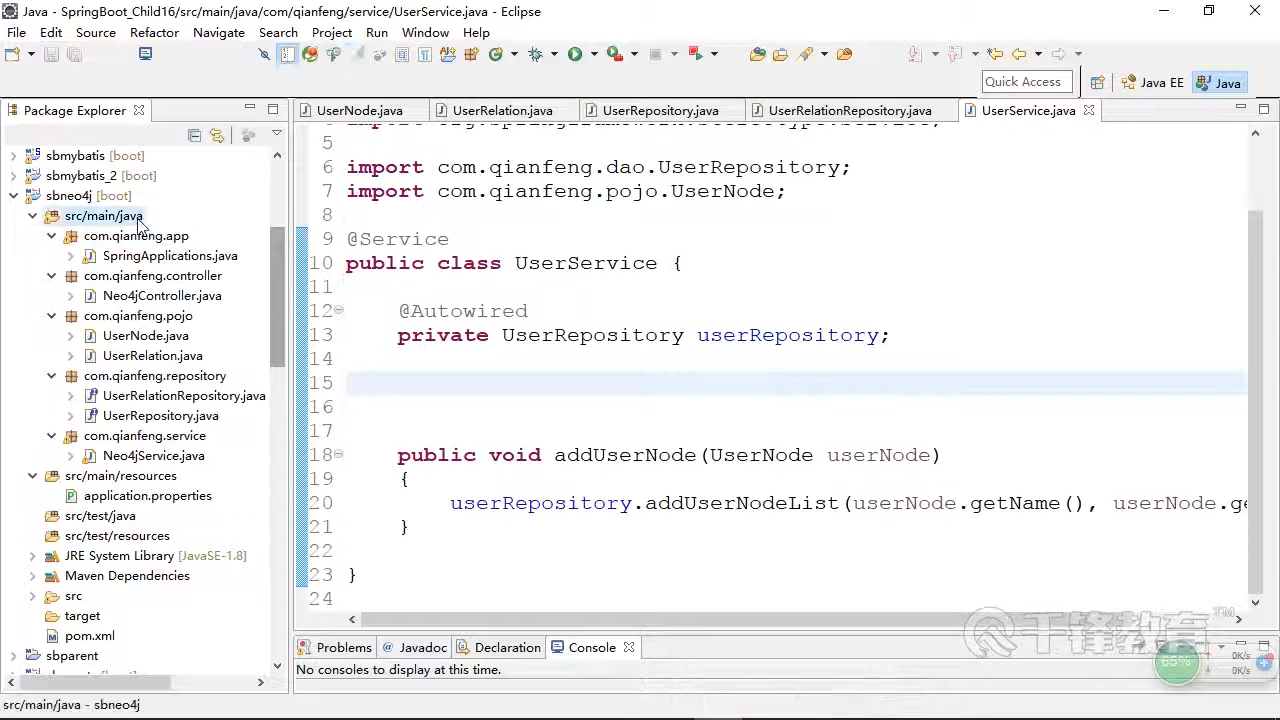 Java - SpringBoot_Child16/src/main/java/com/qianfeng/service/UserService.java - Eclipse
File Edit Source Refactor Navigate Search Project Run Window Help
Quick Access
Java EE
Java
Package Explorer
UserNode.java
UserRelation.java
UserRepository.java
UserRelationRepository.java
UserService.java
sbmybatis [boot]
sbmybatis_2 [boot]
sbneo4j [boot]
src/main/java
com.qianfeng.app
SpringApplications.java
com.qianfeng.controller
Neo4jController.java
com.qianfeng.pojo
UserNode.java
UserRelation.java
com.qianfeng.repository
UserRelationRepository.java
UserRepository.java
com.qianfeng.service
Neo4jService.java
src/main/resources
application.properties
src/test/java
src/test/resources
JRE System Library [JavaSE-1.8]
Maven Dependencies
src
target
pom.xml
sbparent
5
6 import com.qianfeng.dao.UserRepository;
7 import com.qianfeng.pojo.UserNode;
8
9 @Service
10 public class UserService {
11
12 @Autowired
13 private UserRepository userRepository;
14
15
16
17
18 public void addUserNode(UserNode userNode)
19 {
20 userRepository.addUserNodeList(userNode.getName(), userNode.ge
21 }
22
23 }
24
千锋教育™
Problems @ Javadoc Declaration Console
No consoles to display at this time.
65%
0K/s
0K/s
src/main/java - sbneo4j